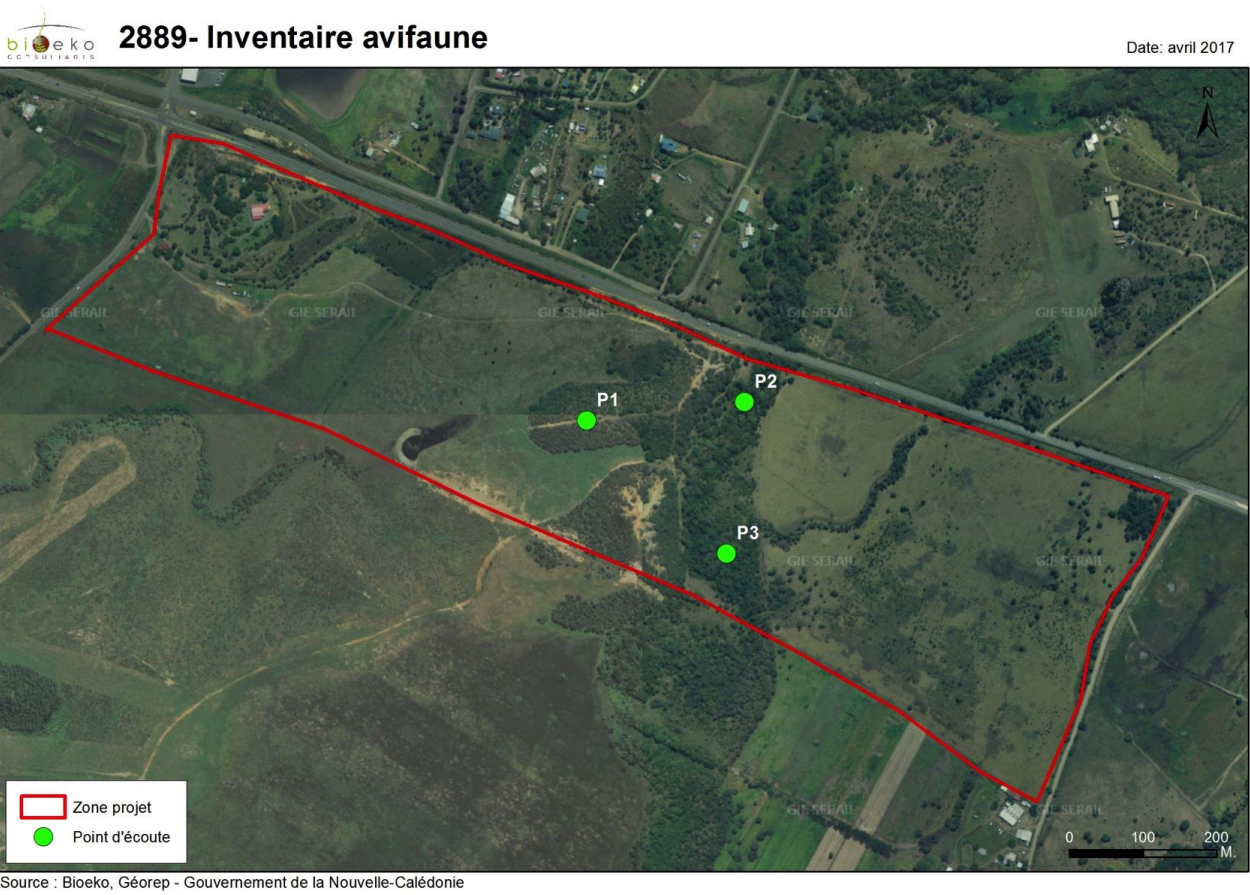 bioeko
CONSULTANTS
2889- Inventaire avifaune
Date: avril 2017
N
GIE SERAIL
GIE SERAIL
GIE SERAIL
GIE SERAIL
GIE SERAIL
P2
P1
P3
GIE SERAIL
GIE SERAIL
GIE SERAIL
GIE SERAIL
Zone projet
Point d'écoute
0 100 200
M.
Source : Bioeko, Géorep - Gouvernement de la Nouvelle-Calédonie